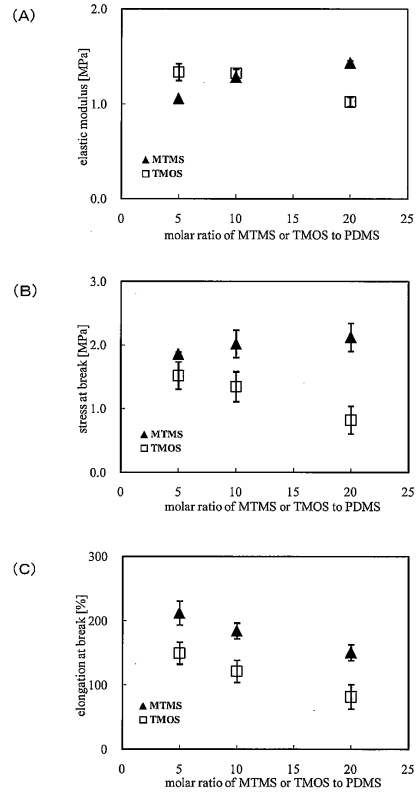 (A)
elastic modulus [MPa]
2.0
1.0
0.0
▲ MTMS
□ TMOS
0 5 10 15 20 25
molar ratio of MTMS or TMOS to PDMS
(B)
stress at break [MPa]
3.0
2.0
1.0
0.0
▲ MTMS
□ TMOS
0 5 10 15 20 25
molar ratio of MTMS or TMOS to PDMS
(C)
elongation at break [%]
300
200
100
0
▲ MTMS
□ TMOS
0 5 10 15 20 25
molar ratio of MTMS or TMOS to PDMS